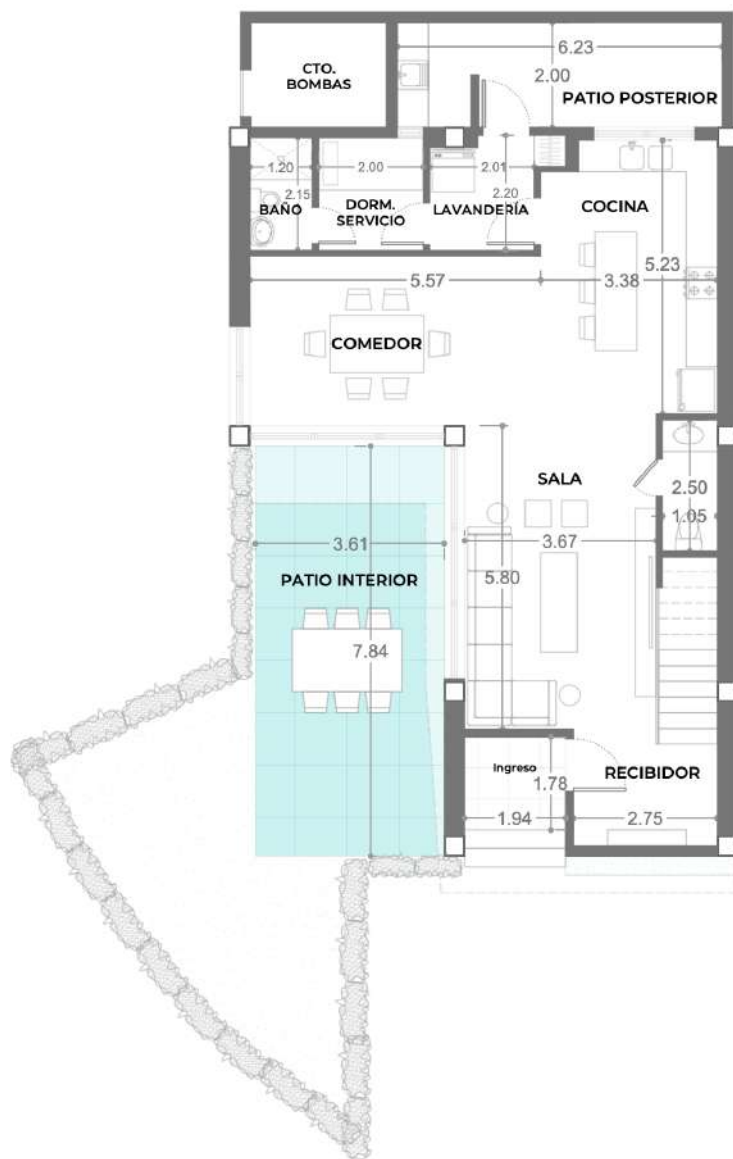 6.23
CTO.
BOMBAS
2.00
PATIO POSTERIOR
1.20
2.00
2.01
2.15
2.20
BAÑO
DORM.
SERVICIO
LAVANDERÍA
COCINA
5.23
5.57
3.38
COMEDOR
SALA
2.50
1.05
3.61
3.67
PATIO INTERIOR
5.80
7.84
Ingreso
1.78
RECIBIDOR
1.94
2.75